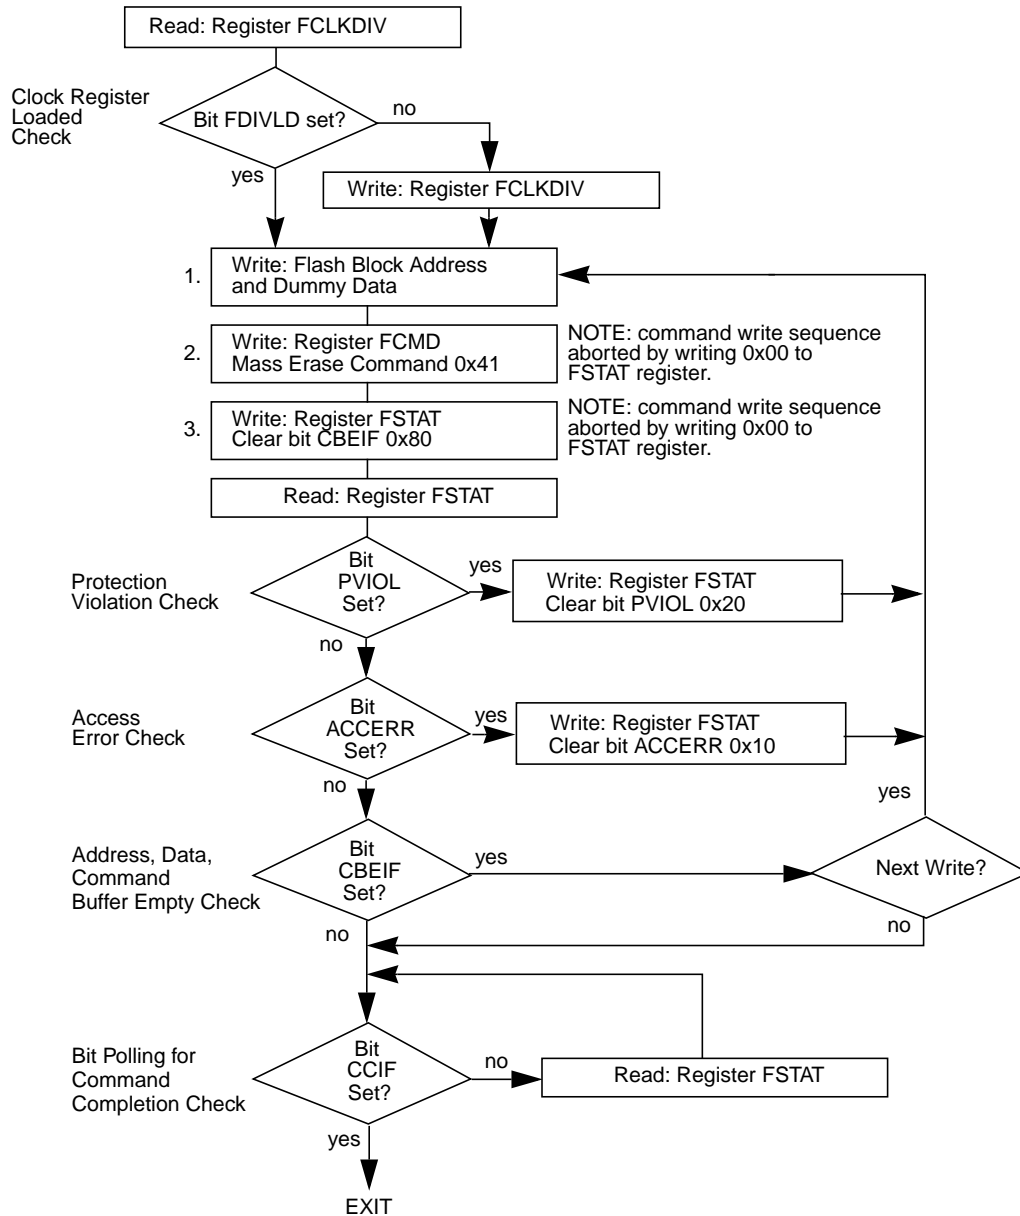 Read: Register FCLKDIV
Clock Register
Loaded
Check
Bit FDIVLD set?
no
yes
Write: Register FCLKDIV
1.
Write: Flash Block Address
and Dummy Data
2.
Write: Register FCMD
Mass Erase Command 0x41
NOTE: command write sequence
aborted by writing 0x00 to
FSTAT register.
3.
Write: Register FSTAT
Clear bit CBEIF 0x80
NOTE: command write sequence
aborted by writing 0x00 to
FSTAT register.
Read: Register FSTAT
Protection
Violation Check
Bit
PVIOL
Set?
yes
Write: Register FSTAT
Clear bit PVIOL 0x20
no
Access
Error Check
Bit
ACCERR
Set?
yes
Write: Register FSTAT
Clear bit ACCERR 0x10
no
yes
Address, Data,
Command
Buffer Empty Check
Bit
CBEIF
Set?
yes
Next Write?
no
no
Bit Polling for
Command
Completion Check
Bit
CCIF
Set?
no
Read: Register FSTAT
yes
EXIT